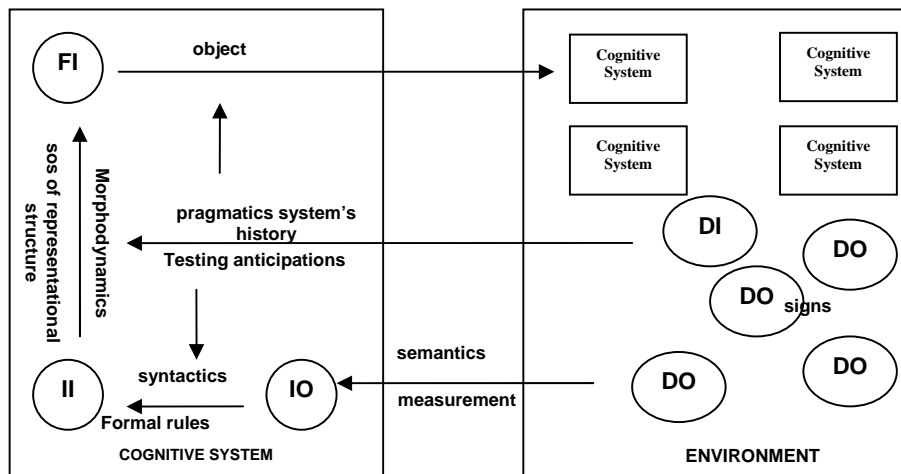 FI
object
Morphodynamics
sos of representational
structure
pragmatics system's
history
Testing anticipations
II
syntactics
Formal rules
IO
COGNITIVE SYSTEM
semantics
measurement
Cognitive
System
Cognitive
System
Cognitive
System
Cognitive
System
DI
DO
DO
signs
DO
DO
ENVIRONMENT